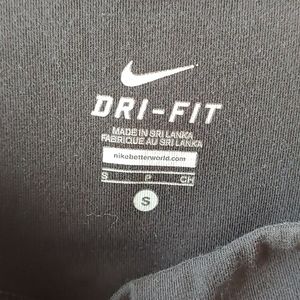 DRI-FIT
MADE IN SRI LANKA
FABRIQUE AU SRI LANKA
nikebetterworld.com
S P CH
S